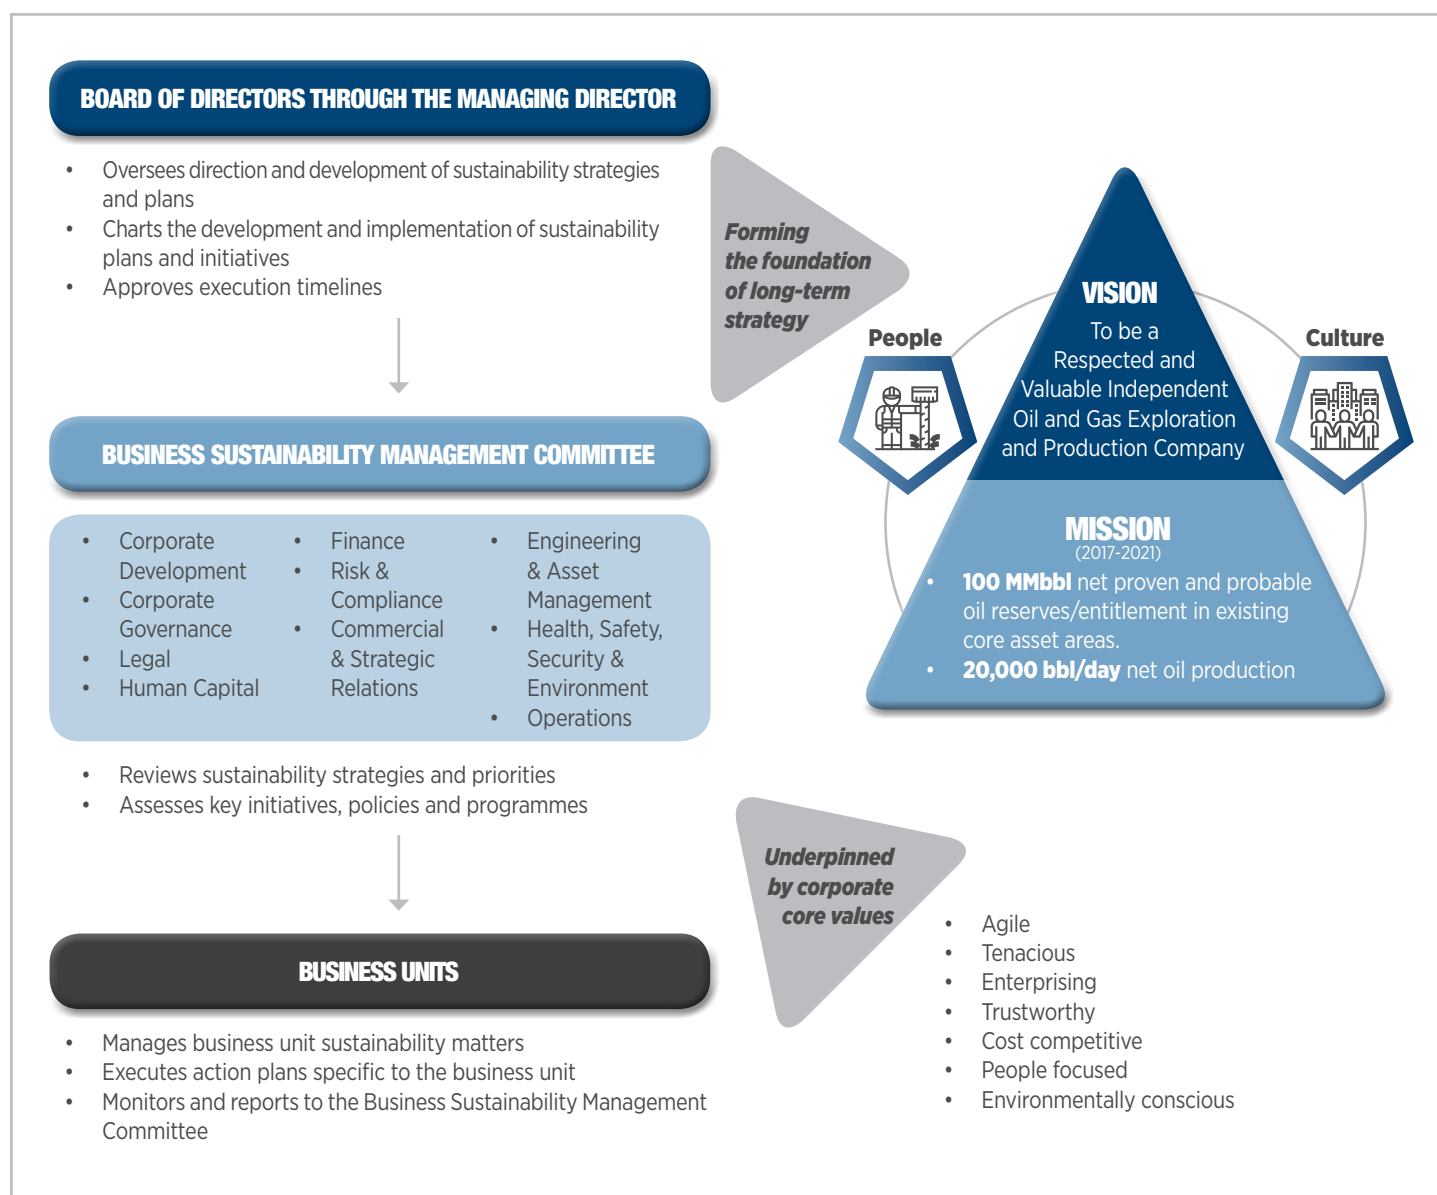 BOARD OF DIRECTORS THROUGH THE MANAGING DIRECTOR
• Oversees direction and development of sustainability strategies
and plans
• Charts the development and implementation of sustainability
plans and initiatives
• Approves execution timelines
BUSINESS SUSTAINABILITY MANAGEMENT COMMITTEE
• Corporate
Development
• Corporate
Governance
• Legal
• Human Capital
• Finance
• Risk &
Compliance
• Commercial
& Strategic
Relations
• Engineering
& Asset
Management
• Health, Safety,
Security &
Environment
• Operations
• Reviews sustainability strategies and priorities
• Assesses key initiatives, policies and programmes
BUSINESS UNITS
• Manages business unit sustainability matters
• Executes action plans specific to the business unit
• Monitors and reports to the Business Sustainability Management
Committee
Forming
the foundation
of long-term
strategy
People
Culture
VISION
To be a
Respected and
Valuable Independent
Oil and Gas Exploration
and Production Company
MISSION
(2017-2021)
• 100 MMbbl net proven and probable
oil reserves/entitlement in existing
core asset areas.
• 20,000 bbl/day net oil production
Underpinned
by corporate
core values
• Agile
• Tenacious
• Enterprising
• Trustworthy
• Cost competitive
• People focused
• Environmentally conscious